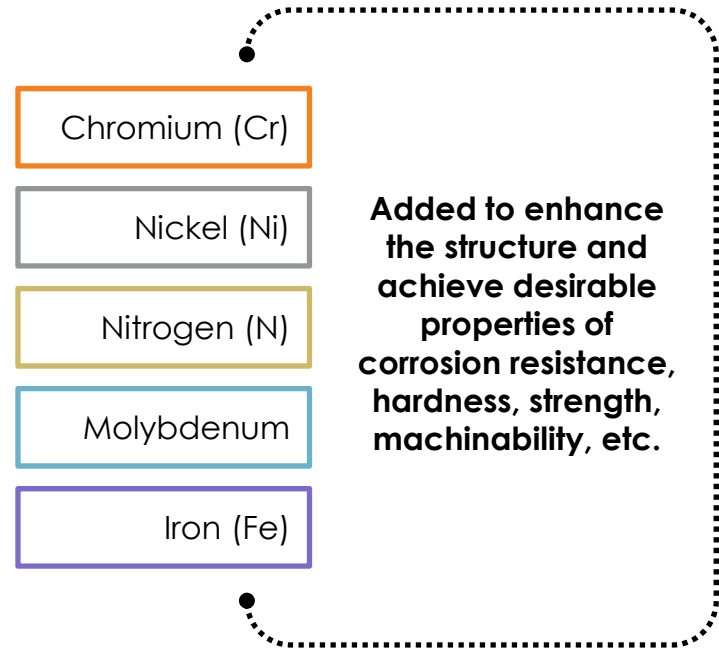 Chromium (Cr)
Nickel (Ni)
Nitrogen (N)
Molybdenum
Iron (Fe)
Added to enhance
the structure and
achieve desirable
properties of
corrosion resistance,
hardness, strength,
machinability, etc.